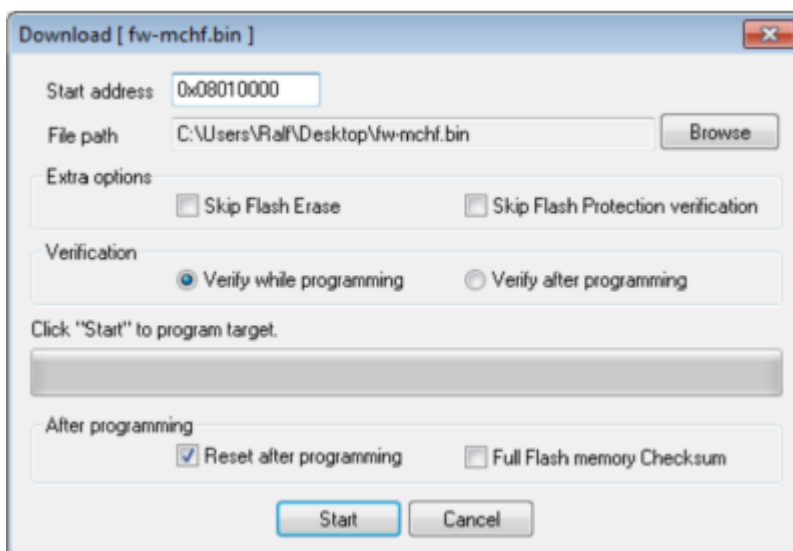 Download [ fw-mchf.bin ]
Start address 0x08010000
File path C:\Users\Ralf\Desktop\fw-mchf.bin Browse
Extra options
Skip Flash Erase Skip Flash Protection verification
Verification
Verify while programming Verify after programming
Click "Start" to program target.
After programming
Reset after programming Full Flash memory Checksum
Start Cancel